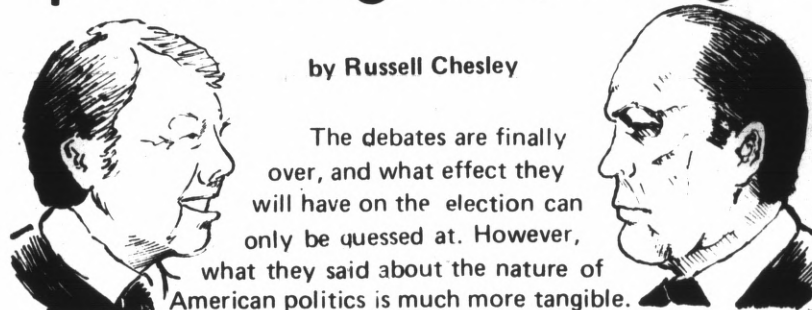 by Russell Chesley
The debates are finally
over, and what effect they
will have on the election can
only be guessed at. However,
what they said about the nature of
American politics is much more tangible.